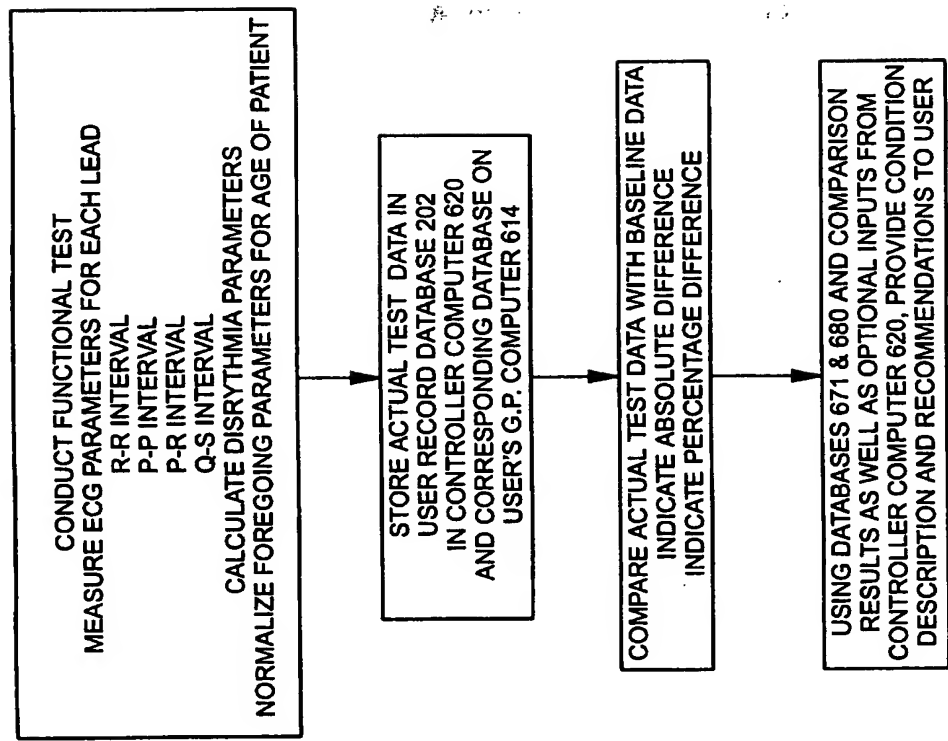 CONDUCT FUNCTIONAL TEST
MEASURE ECG PARAMETERS FOR EACH LEAD
R-R INTERVAL
P-P INTERVAL
P-R INTERVAL
Q-S INTERVAL
CALCULATE DISRYTHMIA PARAMETERS
NORMALIZE FOREGOING PARAMETERS FOR AGE OF PATIENT
STORE ACTUAL TEST DATA IN
USER RECORD DATABASE 202
IN CONTROLLER COMPUTER 620
AND CORRESPONDING DATABASE ON
USER'S G.P. COMPUTER 614
COMPARE ACTUAL TEST DATA WITH BASELINE DATA
INDICATE ABSOLUTE DIFFERENCE
INDICATE PERCENTAGE DIFFERENCE
USING DATABASES 671 & 680 AND COMPARISON
RESULTS AS WELL AS OPTIONAL INPUTS FROM
CONTROLLER COMPUTER 620, PROVIDE CONDITION
DESCRIPTION AND RECOMMENDATIONS TO USER